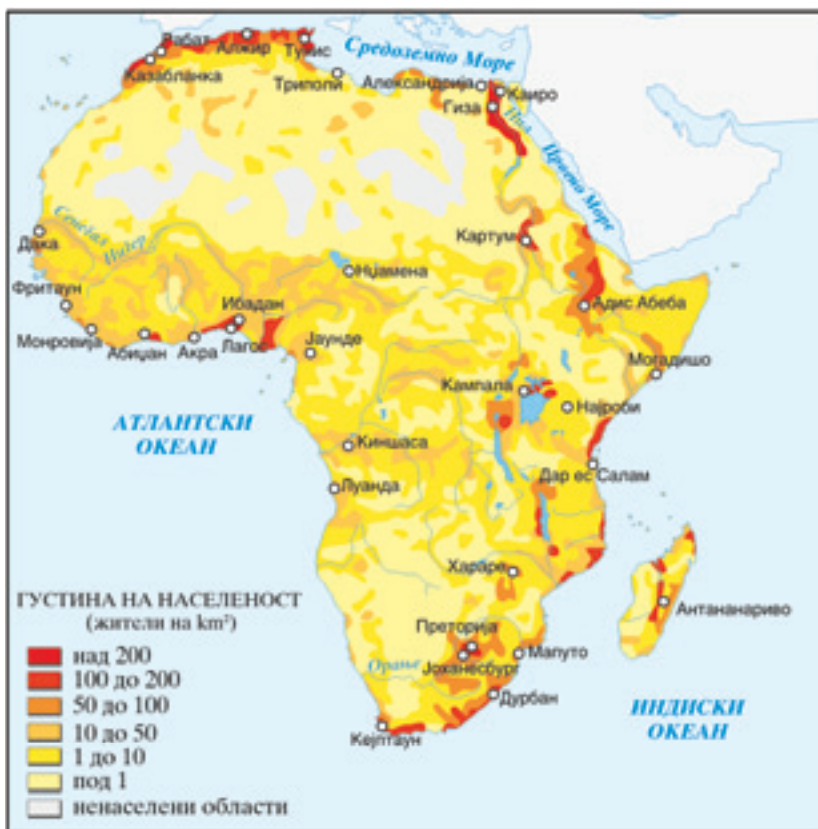 Рабат
Алжир
Тунис
Казабланка
Средоземно Море
Триполи
Александрија
Каиро
Гиза
Нил
Црвено Море
Сенегал
Нигер
Дака
Картум
Нџамена
Фритаун
Ибадан
Адис Абеба
Монровија
Абиџан
Акра
Лагос
Јаунде
Могадишо
Кампала
Најроби
АТЛАНТСКИ
ОКЕАН
Киншаса
Дар ес Салам
Луанда
Хараре
ГУСТИНА НА НАСЕЛЕНОСТ
(жители на km²)
Антананариво
Преторија
Мапуто
Јоханесбург
Орање
Дурбан
Кејптаун
ИНДИСКИ
ОКЕАН
над 200
100 до 200
50 до 100
10 до 50
1 до 10
под 1
ненаселени области